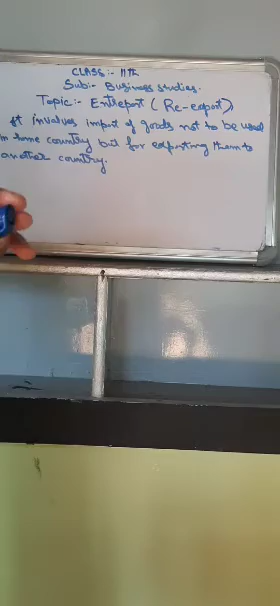 CLASS:- 11th
Sub:- Business studies.
Topic:- Entreport (Re-export)
It involves import of goods not to be used
in home country but for exporting them to
another country.